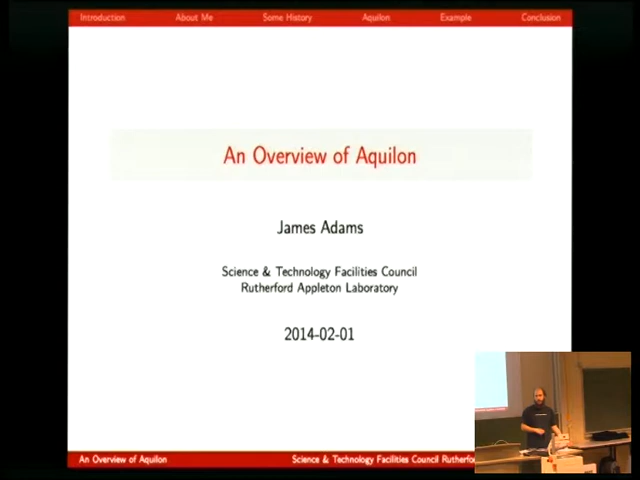 Introduction About Me Some History Aquilon Example Conclusion
An Overview of Aquilon
James Adams
Science & Technology Facilities Council
Rutherford Appleton Laboratory
2014-02-01
An Overview of Aquilon Science & Technology Facilities Council Rutherfo